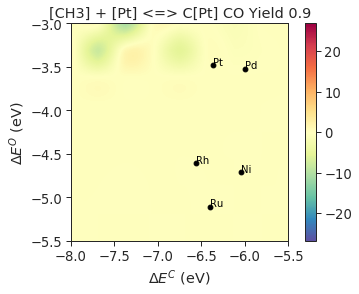 [CH3] + [Pt] <=> C[Pt] CO Yield 0.9
−3.0
−3.5
−4.0
−4.5
−5.0
−5.5
ΔE^O (eV)
Pt
Pd
Rh
Ni
Ru
−8.0 −7.5 −7.0 −6.5 −6.0 −5.5
ΔE^C (eV)
20
10
0
−10
−20